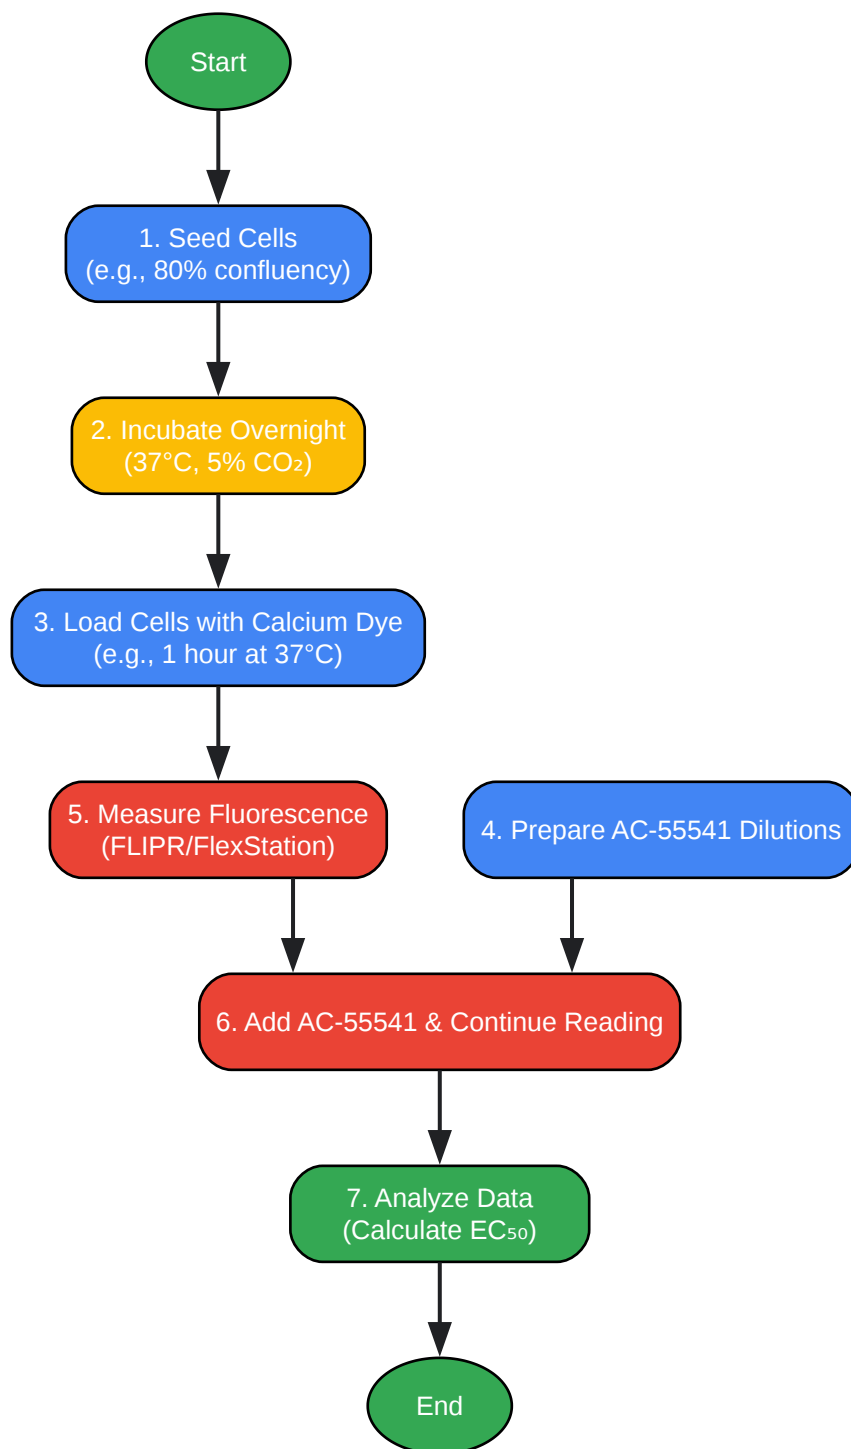 Start
1. Seed Cells
(e.g., 80% confluency)
2. Incubate Overnight
(37°C, 5% CO₂)
3. Load Cells with Calcium Dye
(e.g., 1 hour at 37°C)
5. Measure Fluorescence
(FLIPR/FlexStation)
4. Prepare AC-55541 Dilutions
6. Add AC-55541 & Continue Reading
7. Analyze Data
(Calculate EC₅₀)
End